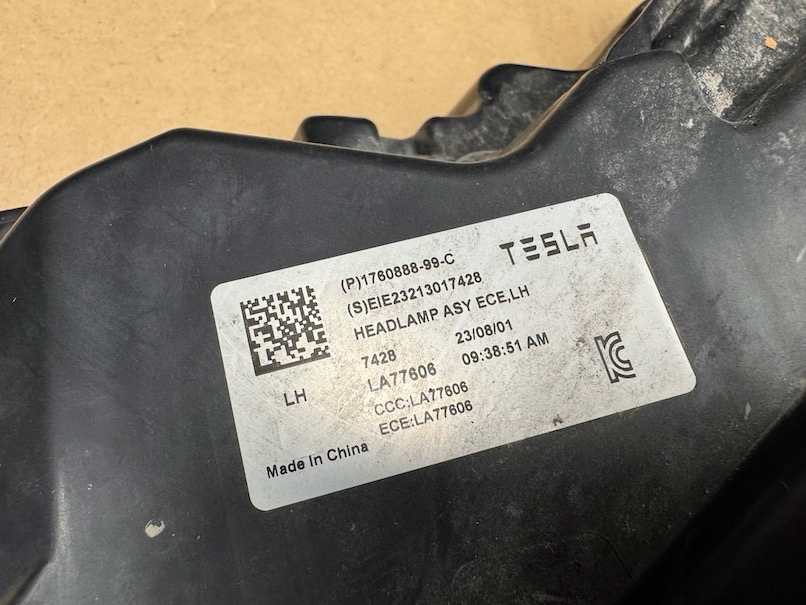 TESLA
(P)1760888-99-C
(S)EIE23213017428
HEADLAMP ASY ECE,LH
7428 23/08/01
LA77606 09:38:51 AM
LH
CCC:LA77606
ECE:LA77606
Made In China
KC